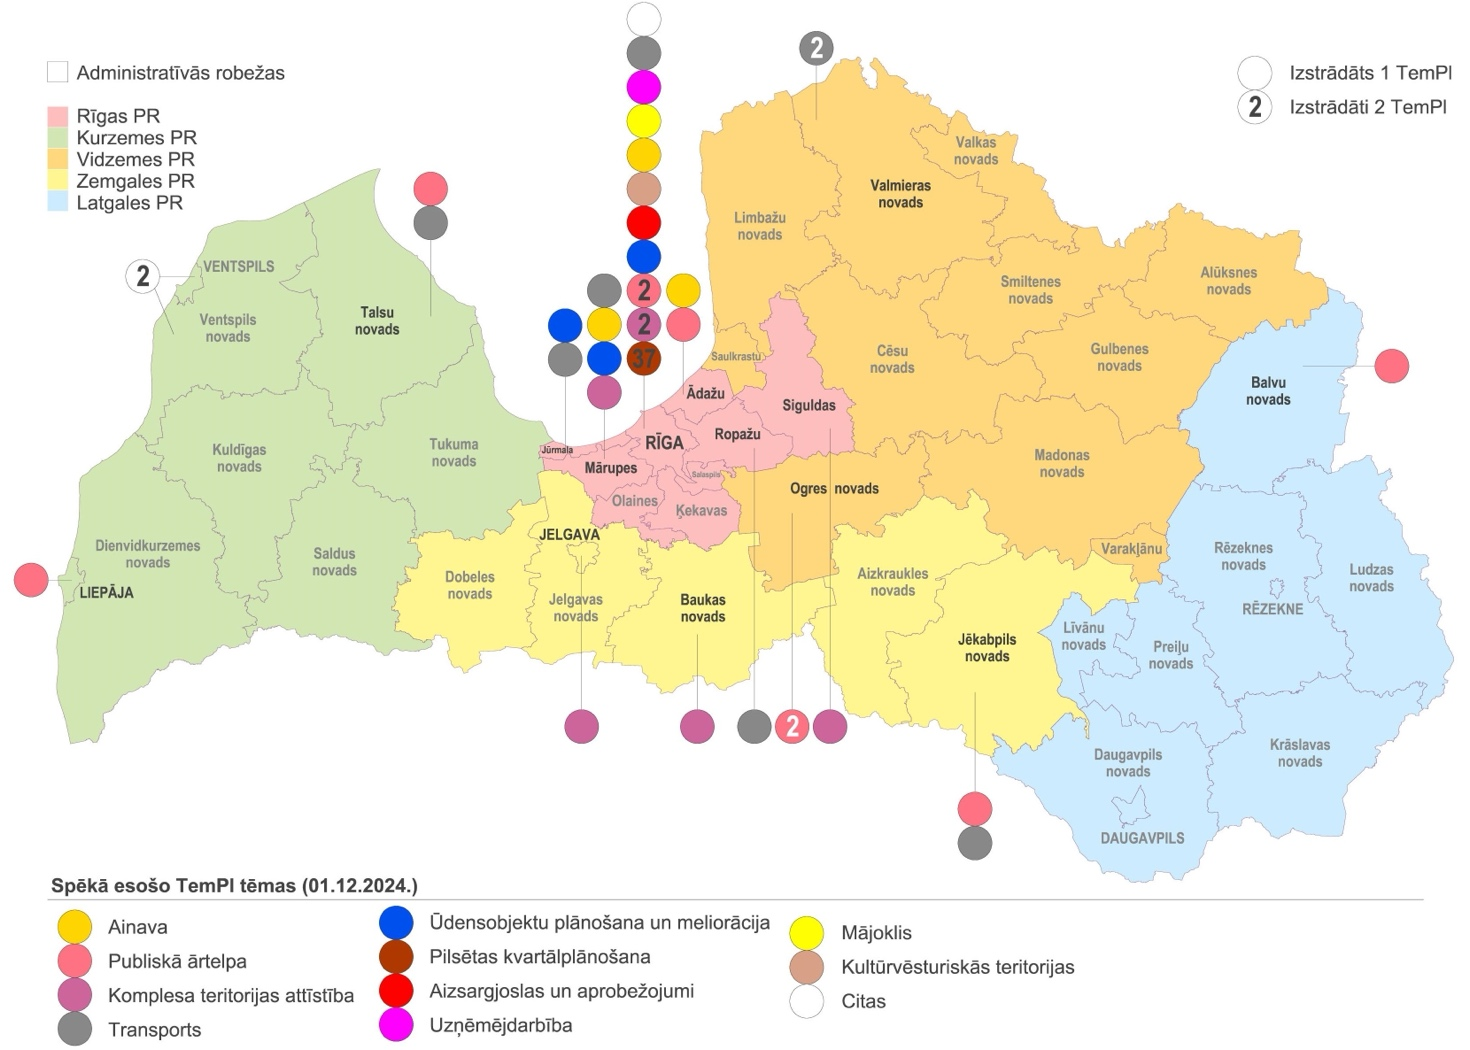 2
Administratīvās robežas
Rīgas PR
Kurzemes PR
Vidzemes PR
Zemgales PR
Latgales PR
Izstrādāts 1 TemPl
2 Izstrādāti 2 TemPl
Valkas
novads
Valmieras
novads
Limbažu
novads
VENTSPILS
2
Ventspils
novads
Talsu
novads
2
2
37
Smiltenes
novads
Alūksnes
novads
Saulkrastu
Cēsu
novads
Gulbenes
novads
Balvu
novads
Ādažu
Siguldas
Ropažu
RĪGA
Jūrmala
Mārupes
Salaspils
Olaines
Ķekavas
Kuldīgas
novads
Tukuma
novads
Madonas
novads
Ogres novads
JELGAVA
Dienvidkurzemes
novads
LIEPĀJA
Saldus
novads
Dobeles
novads
Jelgavas
novads
Baukas
novads
Aizkraukles
novads
Varakļānu
Rēzeknes
novads
RĒZEKNE
Ludzas
novads
Jēkabpils
novads
Līvānu
novads
Preiļu
novads
2
Daugavpils
novads
DAUGAVPILS
Krāslavas
novads
Spēkā esošo TemPl tēmas (01.12.2024.)
Ainava
Publiskā ārtelpa
Komplesa teritorijas attīstība
Transports
Ūdensobjektu plānošana un meliorācija
Pilsētas kvartālplānošana
Aizsargjoslas un aprobežojumi
Uzņēmējdarbība
Mājoklis
Kultūrvēsturiskās teritorijas
Citas